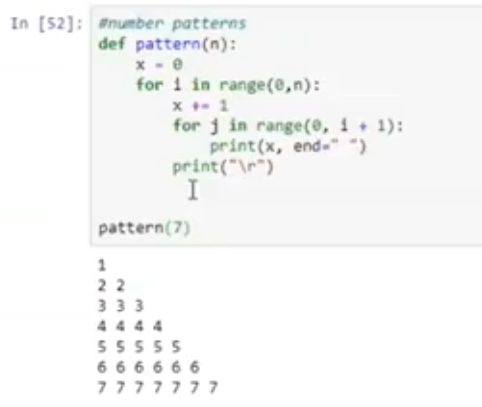 In [52]: #number patterns
def pattern(n):
x = 0
for i in range(0,n):
x += 1
for j in range(0, i + 1):
print(x, end=" ")
print("\r")
pattern(7)
1
2 2
3 3 3
4 4 4 4
5 5 5 5 5
6 6 6 6 6 6
7 7 7 7 7 7 7